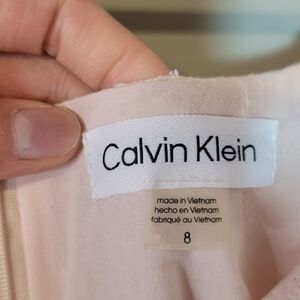 Calvin Klein
made in Vietnam
hecho en Vietnam
fabriqué au Vietnam
8